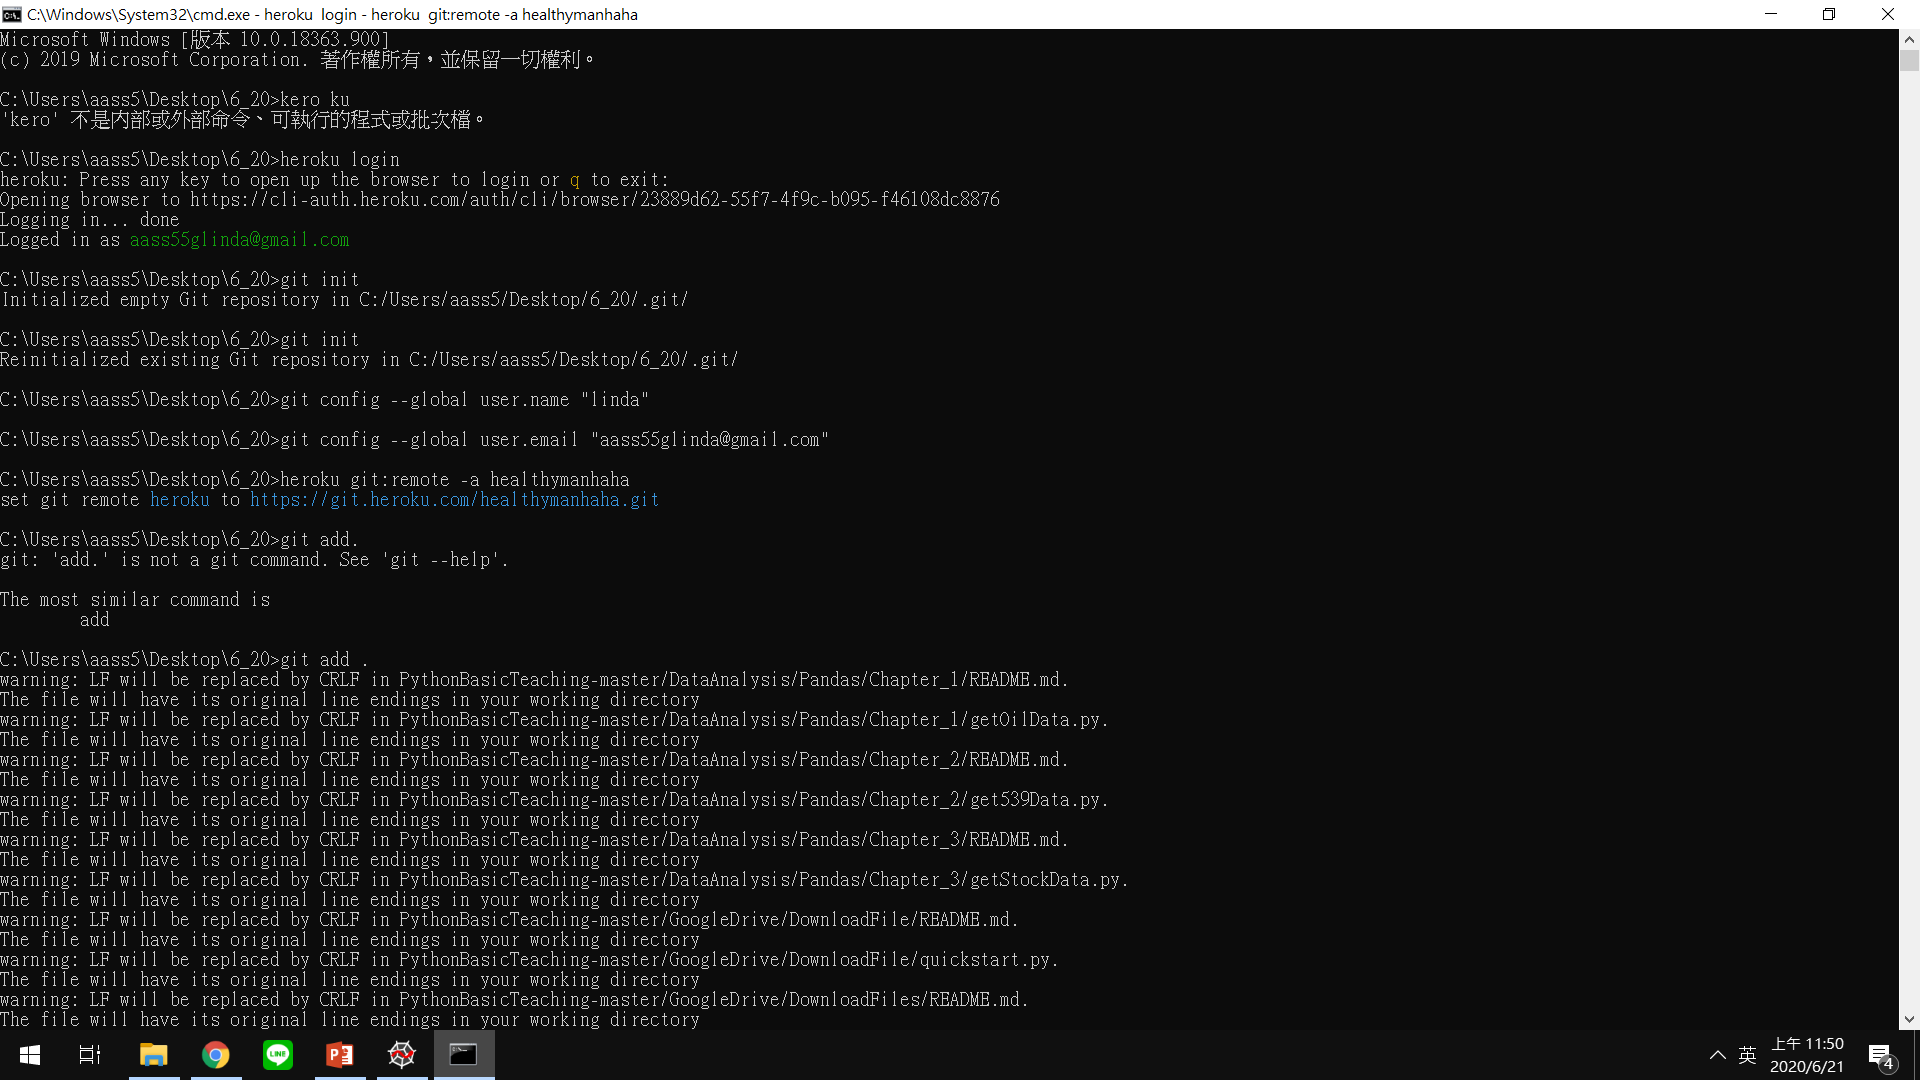 C:\Windows\System32\cmd.exe - heroku  login - heroku  git:remote -a healthymanhaha
Microsoft Windows [版本 10.0.18363.900]
(c) 2019 Microsoft Corporation. 著作權所有，並保留一切權利。
C:\Users\aass5\Desktop\6_20>kero ku
'kero' 不是內部或外部命令、可執行的程式或批次檔。
C:\Users\aass5\Desktop\6_20>heroku login
heroku: Press any key to open up the browser to login or q to exit:
Opening browser to https://cli-auth.heroku.com/auth/cli/browser/23889d62-55f7-4f9c-b095-f46108dc8876
Logging in... done
Logged in as aass55glinda@gmail.com
C:\Users\aass5\Desktop\6_20>git init
Initialized empty Git repository in C:/Users/aass5/Desktop/6_20/.git/
C:\Users\aass5\Desktop\6_20>git init
Reinitialized existing Git repository in C:/Users/aass5/Desktop/6_20/.git/
C:\Users\aass5\Desktop\6_20>git config --global user.name "linda"
C:\Users\aass5\Desktop\6_20>git config --global user.email "aass55glinda@gmail.com"
C:\Users\aass5\Desktop\6_20>heroku git:remote -a healthymanhaha
set git remote heroku to https://git.heroku.com/healthymanhaha.git
C:\Users\aass5\Desktop\6_20>git add.
git: 'add.' is not a git command. See 'git --help'.
The most similar command is
add
C:\Users\aass5\Desktop\6_20>git add .
warning: LF will be replaced by CRLF in PythonBasicTeaching-master/DataAnalysis/Pandas/Chapter_1/README.md.
The file will have its original line endings in your working directory
warning: LF will be replaced by CRLF in PythonBasicTeaching-master/DataAnalysis/Pandas/Chapter_1/getOilData.py.
The file will have its original line endings in your working directory
warning: LF will be replaced by CRLF in PythonBasicTeaching-master/DataAnalysis/Pandas/Chapter_2/README.md.
The file will have its original line endings in your working directory
warning: LF will be replaced by CRLF in PythonBasicTeaching-master/DataAnalysis/Pandas/Chapter_2/get539Data.py.
The file will have its original line endings in your working directory
warning: LF will be replaced by CRLF in PythonBasicTeaching-master/DataAnalysis/Pandas/Chapter_3/README.md.
The file will have its original line endings in your working directory
warning: LF will be replaced by CRLF in PythonBasicTeaching-master/DataAnalysis/Pandas/Chapter_3/getStockData.py.
The file will have its original line endings in your working directory
warning: LF will be replaced by CRLF in PythonBasicTeaching-master/GoogleDrive/DownloadFile/README.md.
The file will have its original line endings in your working directory
warning: LF will be replaced by CRLF in PythonBasicTeaching-master/GoogleDrive/DownloadFile/quickstart.py.
The file will have its original line endings in your working directory
warning: LF will be replaced by CRLF in PythonBasicTeaching-master/GoogleDrive/DownloadFiles/README.md.
The file will have its original line endings in your working directory
LINE
英
上午 11:50
2020/6/21
4